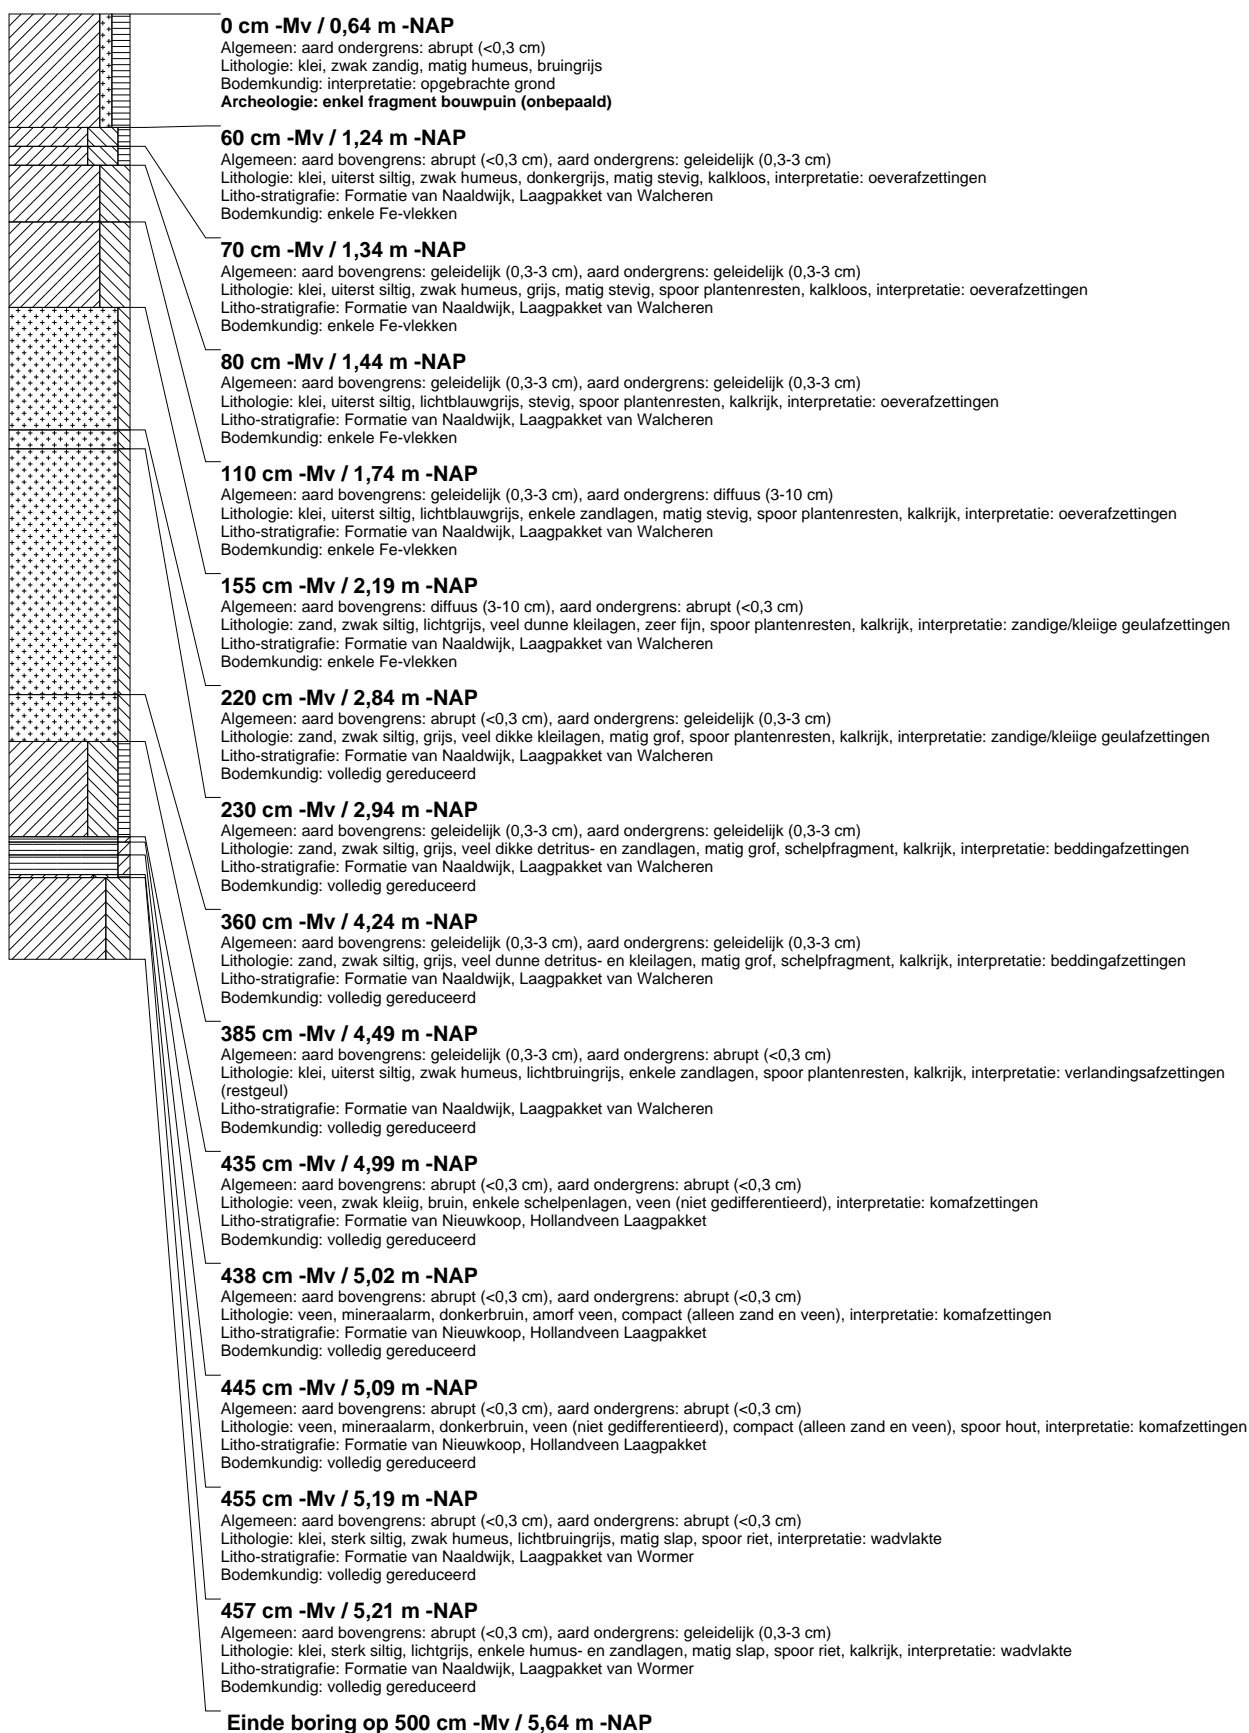 0 cm -Mv / 0,64 m -NAP
Algemeen: aard ondergrens: abrupt (<0,3 cm)
Lithologie: klei, zwak zandig, matig humeus, bruingrijs
Bodemkundig: interpretatie: opgebrachte grond
Archeologie: enkel fragment bouwpuin (onbepaald)
60 cm -Mv / 1,24 m -NAP
Algemeen: aard bovengrens: abrupt (<0,3 cm), aard ondergrens: geleidelijk (0,3-3 cm)
Lithologie: klei, uiterst siltig, zwak humeus, donkergrijs, matig stevig, kalkloos, interpretatie: oeverafzettingen
Litho-stratigrafie: Formatie van Naaldwijk, Laagpakket van Walcheren
Bodemkundig: enkele Fe-vlekken
70 cm -Mv / 1,34 m -NAP
Algemeen: aard bovengrens: geleidelijk (0,3-3 cm), aard ondergrens: geleidelijk (0,3-3 cm)
Lithologie: klei, uiterst siltig, zwak humeus, grijs, matig stevig, spoor plantenresten, kalkloos, interpretatie: oeverafzettingen
Litho-stratigrafie: Formatie van Naaldwijk, Laagpakket van Walcheren
Bodemkundig: enkele Fe-vlekken
80 cm -Mv / 1,44 m -NAP
Algemeen: aard bovengrens: geleidelijk (0,3-3 cm), aard ondergrens: geleidelijk (0,3-3 cm)
Lithologie: klei, uiterst siltig, lichtblauwgrijs, stevig, spoor plantenresten, kalkrijk, interpretatie: oeverafzettingen
Litho-stratigrafie: Formatie van Naaldwijk, Laagpakket van Walcheren
Bodemkundig: enkele Fe-vlekken
110 cm -Mv / 1,74 m -NAP
Algemeen: aard bovengrens: geleidelijk (0,3-3 cm), aard ondergrens: diffuus (3-10 cm)
Lithologie: klei, uiterst siltig, lichtblauwgrijs, enkele zandlagen, matig stevig, spoor plantenresten, kalkrijk, interpretatie: oeverafzettingen
Litho-stratigrafie: Formatie van Naaldwijk, Laagpakket van Walcheren
Bodemkundig: enkele Fe-vlekken
155 cm -Mv / 2,19 m -NAP
Algemeen: aard bovengrens: diffuus (3-10 cm), aard ondergrens: abrupt (<0,3 cm)
Lithologie: zand, zwak siltig, lichtgrijs, veel dunne kleilagen, zeer fijn, spoor plantenresten, kalkrijk, interpretatie: zandige/kleiige geulafzettingen
Litho-stratigrafie: Formatie van Naaldwijk, Laagpakket van Walcheren
Bodemkundig: enkele Fe-vlekken
220 cm -Mv / 2,84 m -NAP
Algemeen: aard bovengrens: abrupt (<0,3 cm), aard ondergrens: geleidelijk (0,3-3 cm)
Lithologie: zand, zwak siltig, grijs, veel dikke kleilagen, matig grof, spoor plantenresten, kalkrijk, interpretatie: zandige/kleiige geulafzettingen
Litho-stratigrafie: Formatie van Naaldwijk, Laagpakket van Walcheren
Bodemkundig: volledig gereduceerd
230 cm -Mv / 2,94 m -NAP
Algemeen: aard bovengrens: geleidelijk (0,3-3 cm), aard ondergrens: geleidelijk (0,3-3 cm)
Lithologie: zand, zwak siltig, grijs, veel dikke detritus- en zandlagen, matig grof, schelpfragment, kalkrijk, interpretatie: beddingafzettingen
Litho-stratigrafie: Formatie van Naaldwijk, Laagpakket van Walcheren
Bodemkundig: volledig gereduceerd
360 cm -Mv / 4,24 m -NAP
Algemeen: aard bovengrens: geleidelijk (0,3-3 cm), aard ondergrens: geleidelijk (0,3-3 cm)
Lithologie: zand, zwak siltig, grijs, veel dunne detritus- en kleilagen, matig grof, schelpfragment, kalkrijk, interpretatie: beddingafzettingen
Litho-stratigrafie: Formatie van Naaldwijk, Laagpakket van Walcheren
Bodemkundig: volledig gereduceerd
385 cm -Mv / 4,49 m -NAP
Algemeen: aard bovengrens: geleidelijk (0,3-3 cm), aard ondergrens: abrupt (<0,3 cm)
Lithologie: klei, uiterst siltig, zwak humeus, lichtbruingrijs, enkele zandlagen, spoor plantenresten, kalkrijk, interpretatie: verlandingsafzettingen
(restgeul)
Litho-stratigrafie: Formatie van Naaldwijk, Laagpakket van Walcheren
Bodemkundig: volledig gereduceerd
435 cm -Mv / 4,99 m -NAP
Algemeen: aard bovengrens: abrupt (<0,3 cm), aard ondergrens: abrupt (<0,3 cm)
Lithologie: veen, zwak kleiig, bruin, enkele schelpenlagen, veen (niet gedifferentieerd), interpretatie: komafzettingen
Litho-stratigrafie: Formatie van Nieuwkoop, Hollandveen Laagpakket
Bodemkundig: volledig gereduceerd
438 cm -Mv / 5,02 m -NAP
Algemeen: aard bovengrens: abrupt (<0,3 cm), aard ondergrens: abrupt (<0,3 cm)
Lithologie: veen, mineraalarm, donkerbruin, amorf veen, compact (alleen zand en veen), interpretatie: komafzettingen
Litho-stratigrafie: Formatie van Nieuwkoop, Hollandveen Laagpakket
Bodemkundig: volledig gereduceerd
445 cm -Mv / 5,09 m -NAP
Algemeen: aard bovengrens: abrupt (<0,3 cm), aard ondergrens: abrupt (<0,3 cm)
Lithologie: veen, mineraalarm, donkerbruin, veen (niet gedifferentieerd), compact (alleen zand en veen), spoor hout, interpretatie: komafzettingen
Litho-stratigrafie: Formatie van Nieuwkoop, Hollandveen Laagpakket
Bodemkundig: volledig gereduceerd
455 cm -Mv / 5,19 m -NAP
Algemeen: aard bovengrens: abrupt (<0,3 cm), aard ondergrens: abrupt (<0,3 cm)
Lithologie: klei, sterk siltig, zwak humeus, lichtbruingrijs, matig slap, spoor riet, interpretatie: wadvlakte
Litho-stratigrafie: Formatie van Naaldwijk, Laagpakket van Wormer
Bodemkundig: volledig gereduceerd
457 cm -Mv / 5,21 m -NAP
Algemeen: aard bovengrens: abrupt (<0,3 cm), aard ondergrens: geleidelijk (0,3-3 cm)
Lithologie: klei, sterk siltig, lichtgrijs, enkele humus- en zandlagen, matig slap, spoor riet, kalkrijk, interpretatie: wadvlakte
Litho-stratigrafie: Formatie van Naaldwijk, Laagpakket van Wormer
Bodemkundig: volledig gereduceerd
Einde boring op 500 cm -Mv / 5,64 m -NAP